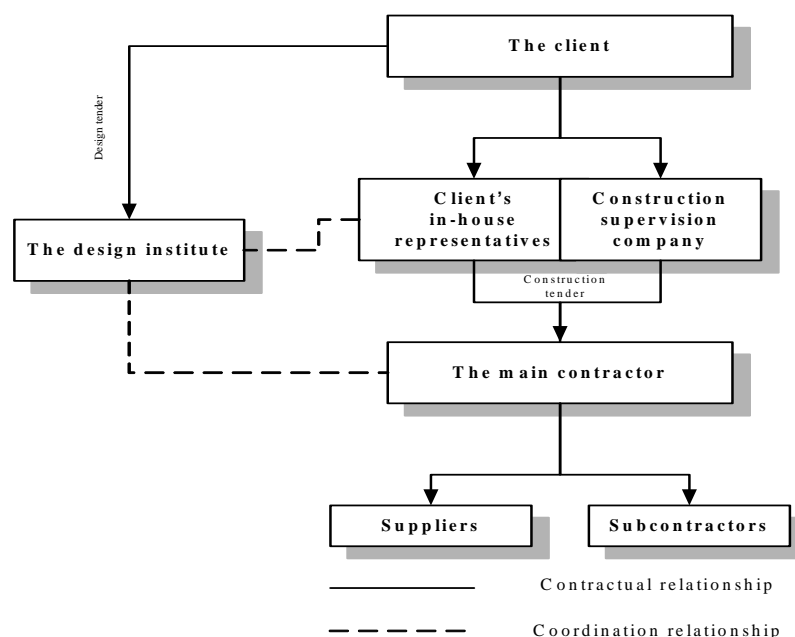 The client
Design tender
Client's
in-house
representatives
Construction
supervision
company
The design institute
Construction
tender
The main contractor
Suppliers
Subcontractors
Contractual relationship
Coordination relationship